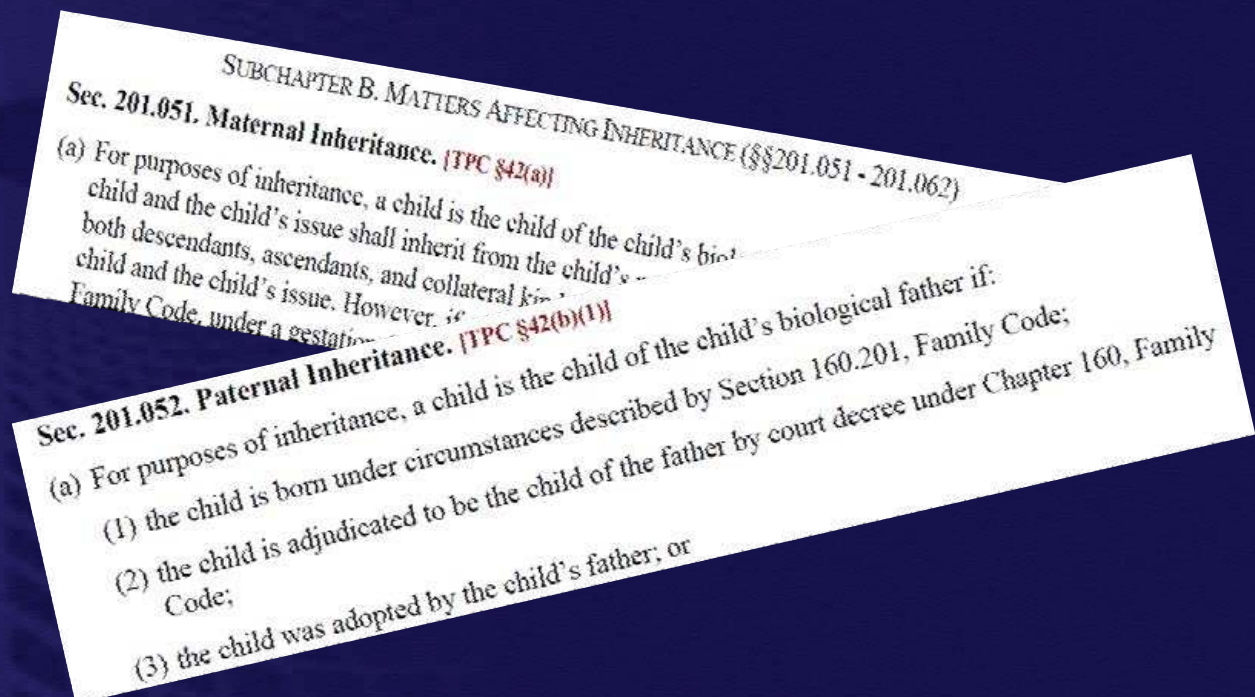 SUBCHAPTER B. MATTERS AFFECTING INHERITANCE (§§201.051 - 201.062)
Sec. 201.051. Maternal Inheritance. [TPC §42(a)]
(a) For purposes of inheritance, a child is the child of the child's
child and the child's issue shall inherit from the child's
both descendants, ascendants, and collateral
child and the child's issue. However, if
Family Code, under a
Sec. 201.052. Paternal Inheritance. [TPC §42(b)(1)]
(a) For purposes of inheritance, a child is the child of the child's biological father if:
(1) the child is born under circumstances described by Section 160.201, Family Code;
(2) the child is adjudicated to be the child of the father by court decree under Chapter 160, Family
Code;
(3) the child was adopted by the child's father; or